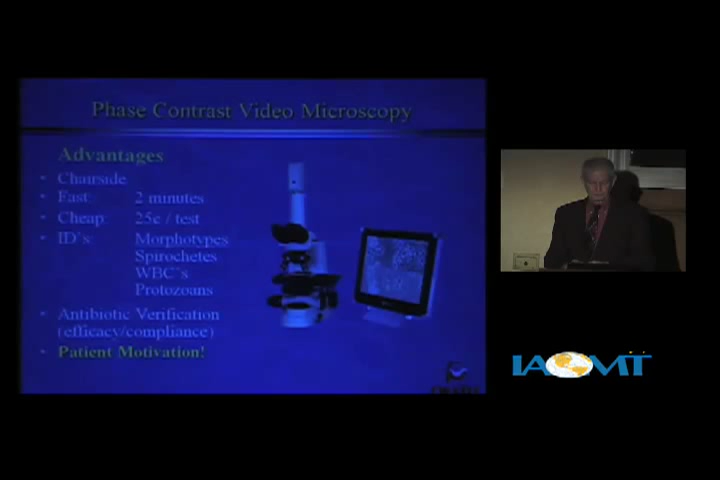 Phase Contrast Video Microscopy
Advantages
• Chairside
• Fast: 2 minutes
• Cheap: 25¢ / test
• ID's: Morphotypes
Spirochetes
WBC's
Protozoans
• Antibiotic Verification
(efficacy/compliance)
• Patient Motivation!
IAOMT